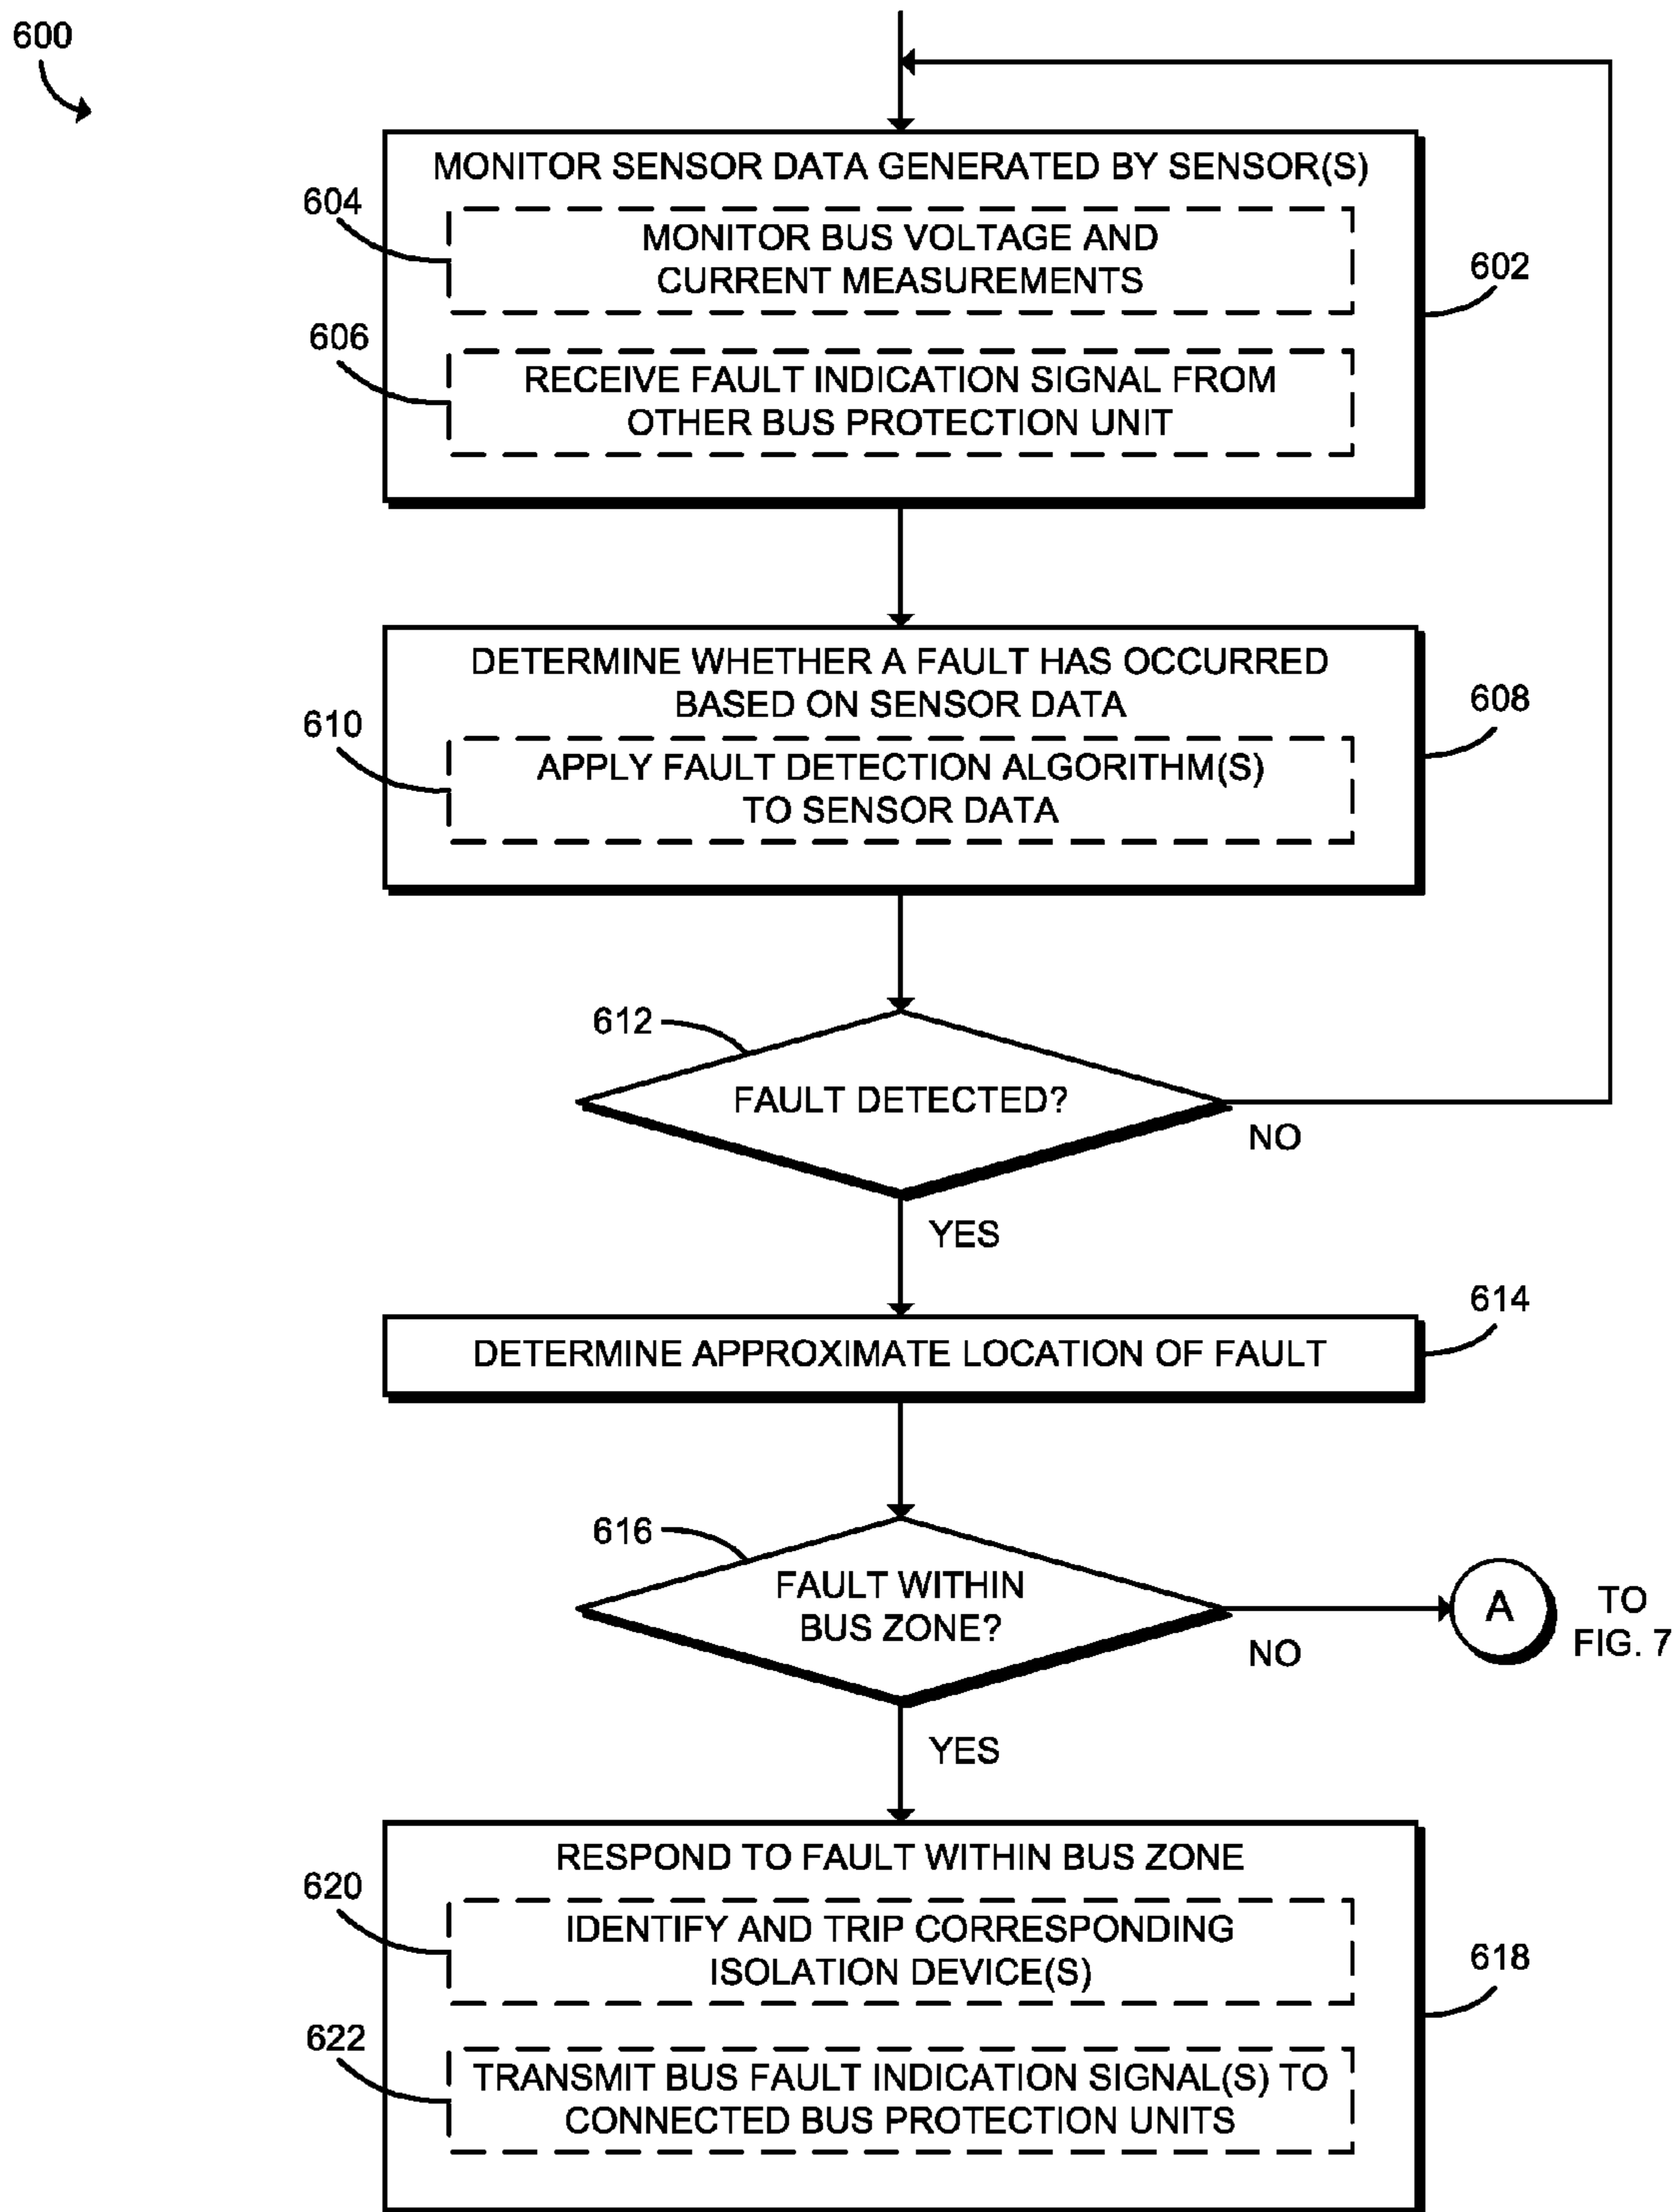 600
MONITOR SENSOR DATA GENERATED BY SENSOR(S)
604
MONITOR BUS VOLTAGE AND
CURRENT MEASUREMENTS
602
606
RECEIVE FAULT INDICATION SIGNAL FROM
OTHER BUS PROTECTION UNIT
DETERMINE WHETHER A FAULT HAS OCCURRED
BASED ON SENSOR DATA
608
610
APPLY FAULT DETECTION ALGORITHM(S)
TO SENSOR DATA
612
FAULT DETECTED?
NO
YES
614
DETERMINE APPROXIMATE LOCATION OF FAULT
616
FAULT WITHIN
BUS ZONE?
NO
A
TO
FIG. 7
YES
RESPOND TO FAULT WITHIN BUS ZONE
620
IDENTIFY AND TRIP CORRESPONDING
ISOLATION DEVICE(S)
618
622
TRANSMIT BUS FAULT INDICATION SIGNAL(S) TO
CONNECTED BUS PROTECTION UNITS